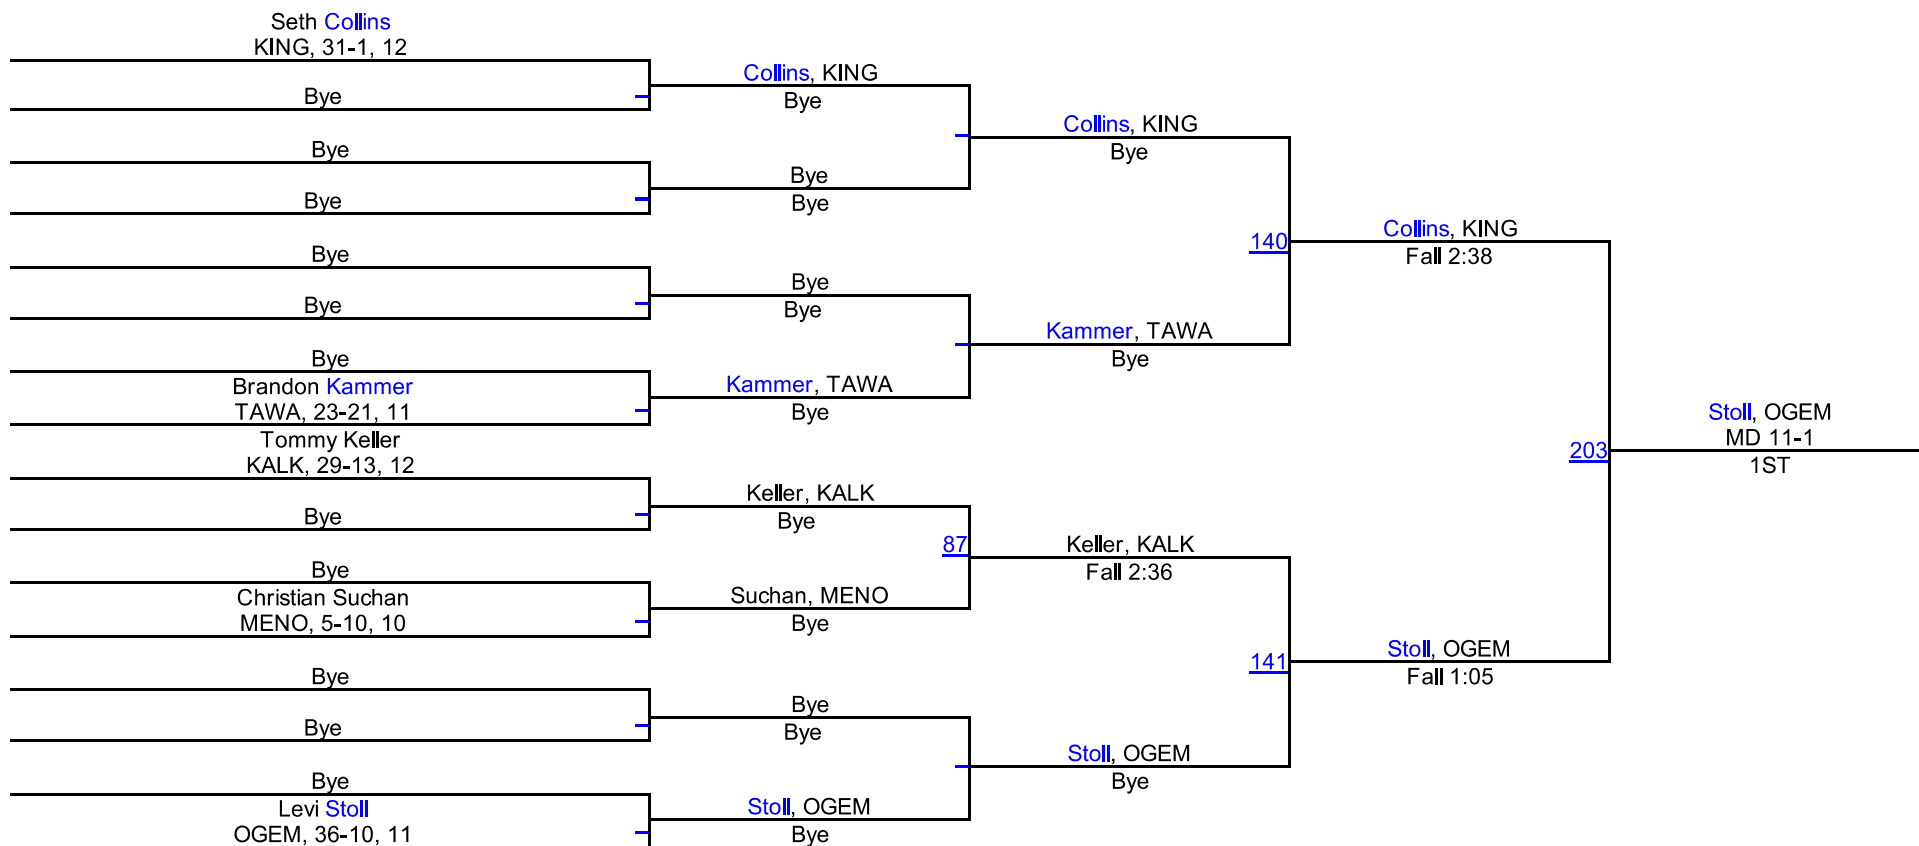 Seth Collins
KING, 31-1, 12
Bye
Bye
Bye
Bye
Bye
Bye
Brandon Kammer
TAWA, 23-21, 11
Tommy Keller
KALK, 29-13, 12
Bye
Bye
Christian Suchan
MENO, 5-10, 10
Bye
Bye
Bye
Levi Stoll
OGEM, 36-10, 11
Collins, KING
Bye
Bye
Bye
Bye
Bye
Kammer, TAWA
Bye
Keller, KALK
Bye
87
Suchan, MENO
Bye
Bye
Bye
Stoll, OGEM
Bye
Collins, KING
Bye
140
Kammer, TAWA
Bye
Keller, KALK
Fall 2:36
141
Stoll, OGEM
Bye
Collins, KING
Fall 2:38
203
Stoll, OGEM
Fall 1:05
Stoll, OGEM
MD 11-1
1ST